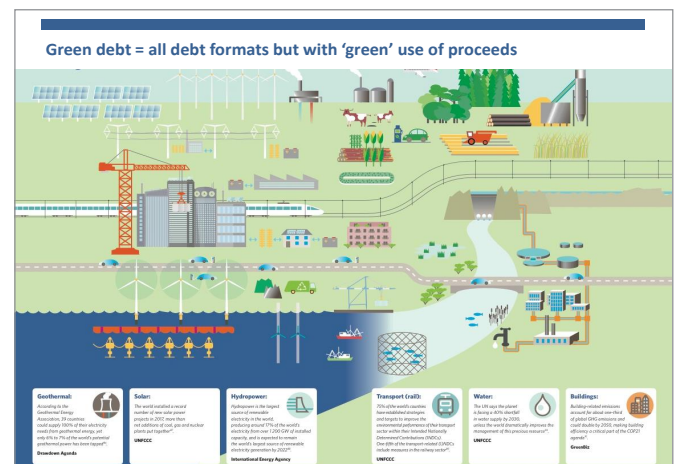 Green debt = all debt formats but with ‘green’ use of proceeds
Geothermal:
According to the
Geothermal Energy
Association, 39 countries
could supply 100% of their electricity
needs from geothermal energy, yet
only 6% to 7% of the world's potential
geothermal power has been tapped
Drawdown Agenda
Solar:
The world installed a record
number of new solar power
projects in 2017, more than
net additions of coal, gas and nuclear
plants put together
UNFCCC
Hydropower:
Hydropower is the largest
source of renewable
electricity in the world,
producing around 17% of the world's
electricity from over 1,200 GW of installed
capacity, and is expected to remain
the world's largest source of renewable
electricity generation by 2022
International Energy Agency
Transport (rail):
75% of the world's countries
have established strategies
and targets to improve the
environmental performance of their transport
sector within their Intended Nationally
Determined Contributions (INDCs).
One-fifth of the transport-related (I)NDCs
include measures in the railway sector
UNFCCC
Water:
The UN says the planet
is facing a 40% shortfall
in water supply by 2030,
unless the world dramatically improves the
management of this precious resource
UNFCCC
Buildings:
Building-related emissions
account for about one-third
of global GHG emissions and
could double by 2050, making building
efficiency a critical part of the COP21
agenda
GreenBiz